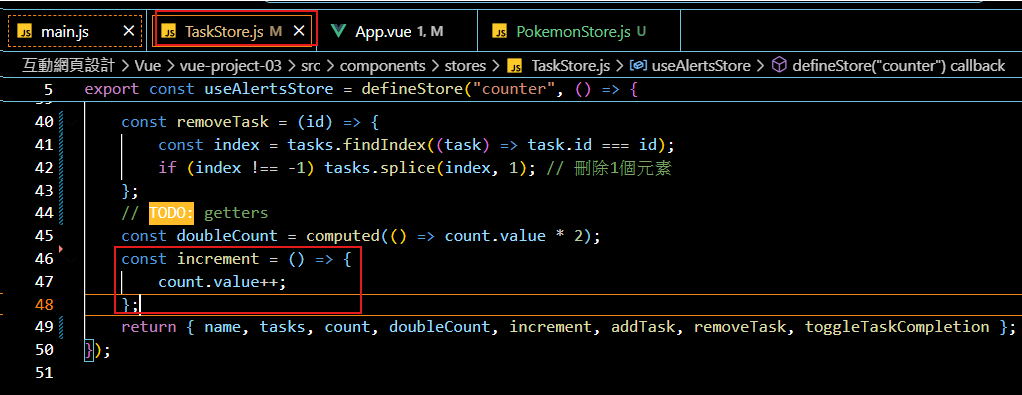 JS main.js ×
JS TaskStore.js M ×
App.vue 1, M
JS PokemonStore.js U
互動網頁設計 > Vue > vue-project-03 > src > components > stores > JS TaskStore.js > useAlertsStore > defineStore("counter") callback
5 export const useAlertsStore = defineStore("counter", () => {
40 const removeTask = (id) => {
41 const index = tasks.findIndex((task) => task.id === id);
42 if (index !== -1) tasks.splice(index, 1); // 刪除1個元素
43 };
44 // TODO: getters
45 const doubleCount = computed(() => count.value * 2);
46 const increment = () => {
47 count.value++;
48 };
49 return { name, tasks, count, doubleCount, increment, addTask, removeTask, toggleTaskCompletion };
50 });
51